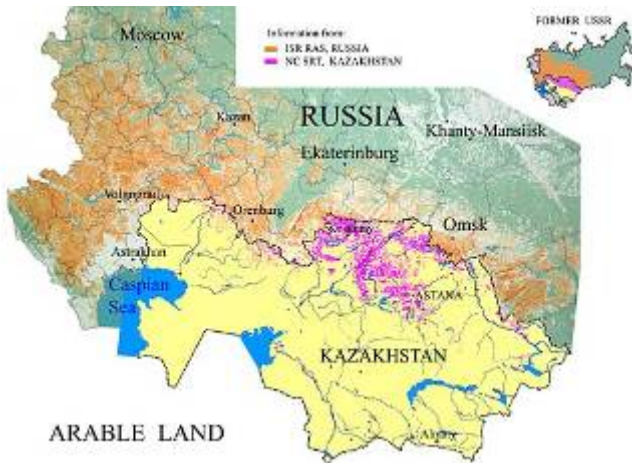 FORMER USSR
Information from:
ISR RAS, RUSSIA
NC SRT, KAZAKHSTAN
Moscow
Kazan
RUSSIA
Khanty-Mansiisk
Ekaterinburg
Volgograd
Orenburg
Omsk
Astrakhan
Caspian
Sea
ASTANA
KAZAKHSTAN
ARABLE LAND
Almaty